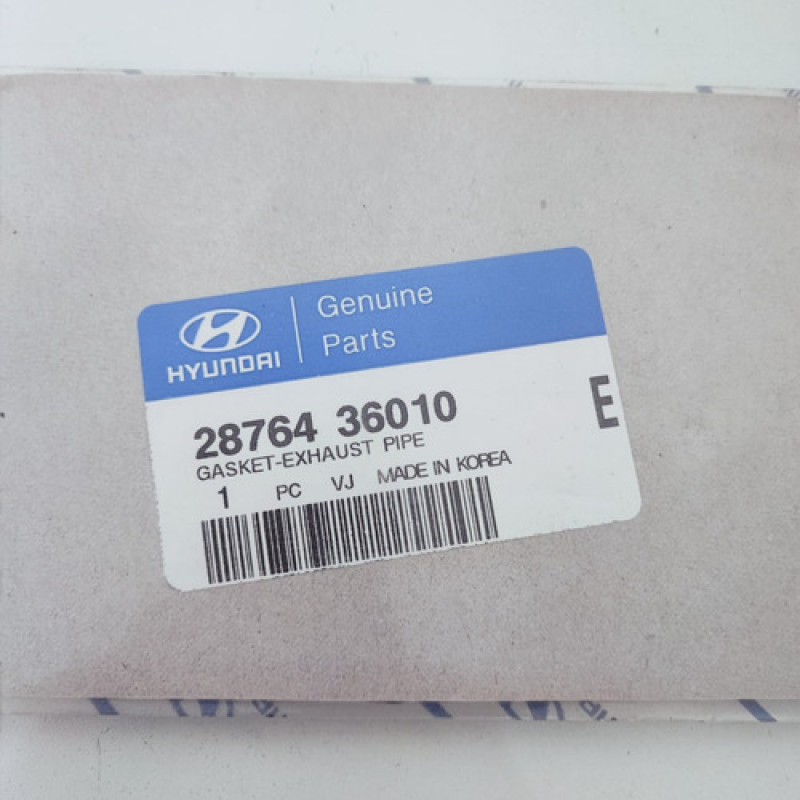 Genuine
Parts
HYUNDAI
28764 36010
E
GASKET-EXHAUST PIPE
1 PC VJ MADE IN KOREA